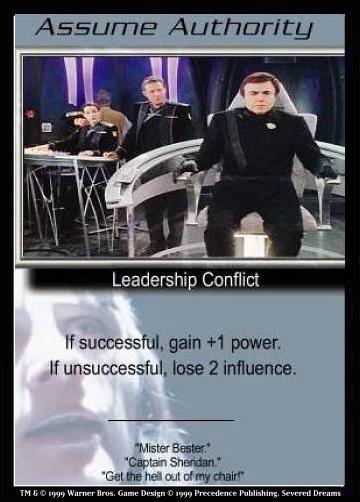 Assume Authority
Leadership Conflict
If successful, gain +1 power.
If unsuccessful, lose 2 influence.
"Mister Bester."
"Captain Sheridan."
"Get the hell out of my chair!"
TM & © 1999 Warner Bros. Game Design © 1999 Precedence Publishing. Severed Dreams